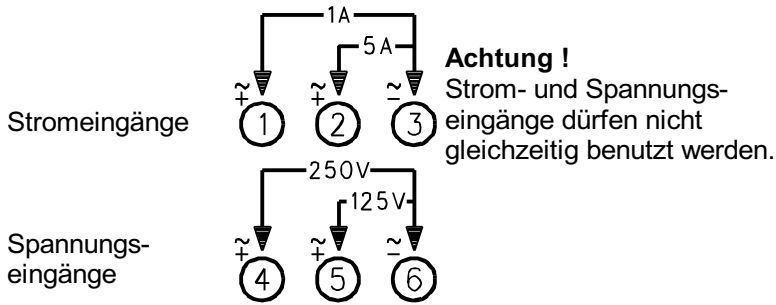 1A
5A
Achtung !
Stromeingänge
Strom- und Spannungs-
eingänge dürfen nicht
gleichzeitig benutzt werden.
~
+
1
~
+
2
~
-
3
250V
125V
Spannungs-
eingänge
~
+
4
~
+
5
~
-
6